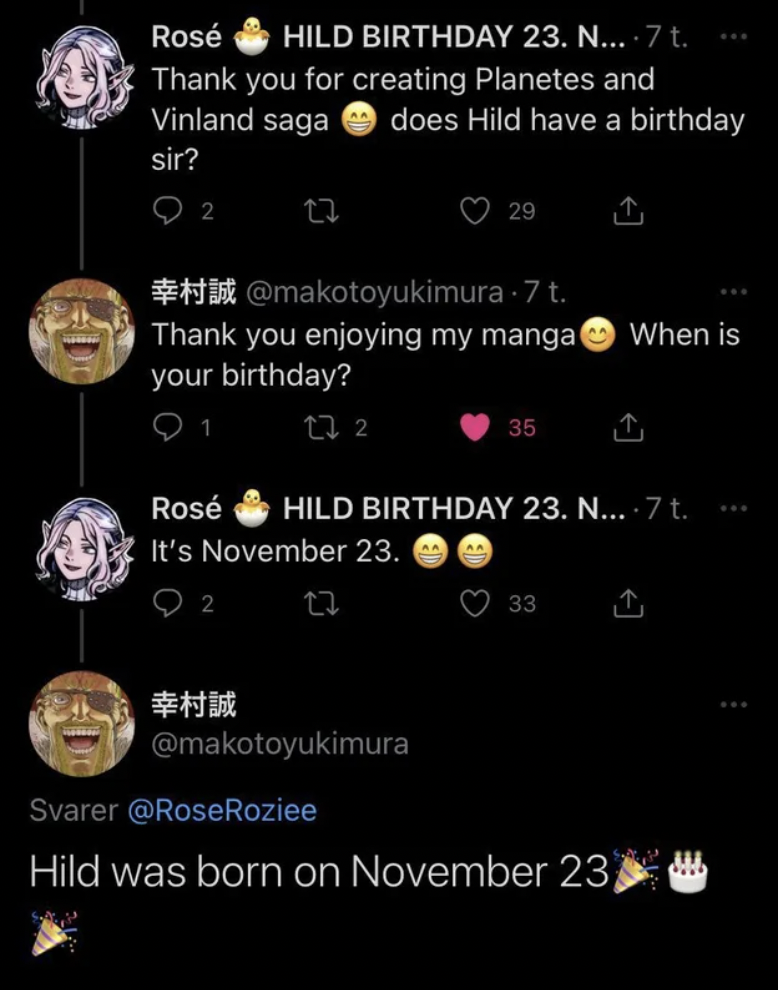 Rosé 🐣 HILD BIRTHDAY 23. N... · 7 t.
Thank you for creating Planetes and
Vinland saga 😁 does Hild have a birthday
sir?
2 29
幸村誠 @makotoyukimura · 7 t.
Thank you enjoying my manga😊 When is
your birthday?
1 2 35
Rosé 🐣 HILD BIRTHDAY 23. N... · 7 t.
It's November 23. 😁😁
2 33
幸村誠
@makotoyukimura
Svarer @RoseRoziee
Hild was born on November 23🎉🎂
🎉